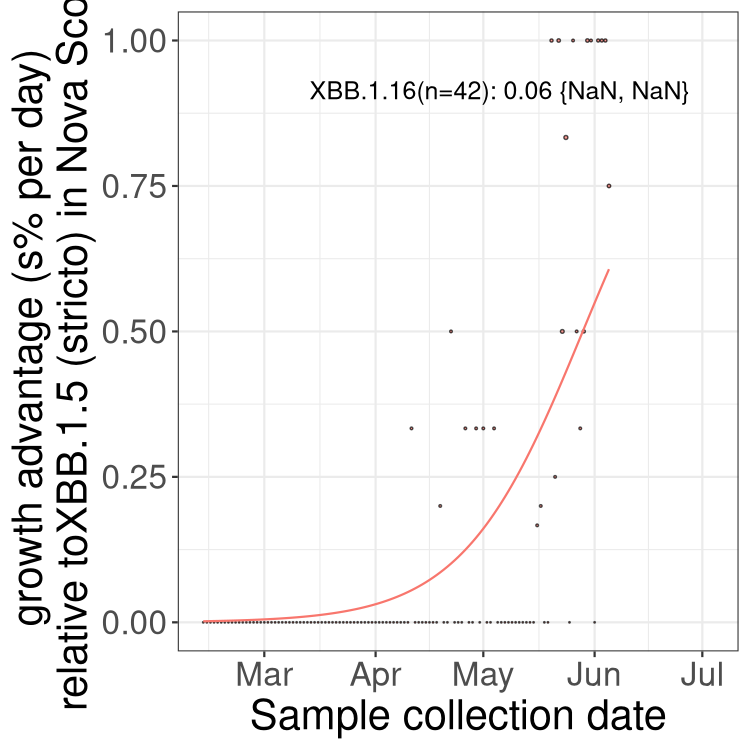 growth advantage (s% per day)
relative toXBB.1.5 (stricto) in Nova Sco
1.00
0.75
0.50
0.25
0.00
XBB.1.16(n=42): 0.06 {NaN, NaN}
Mar Apr May Jun Jul
Sample collection date